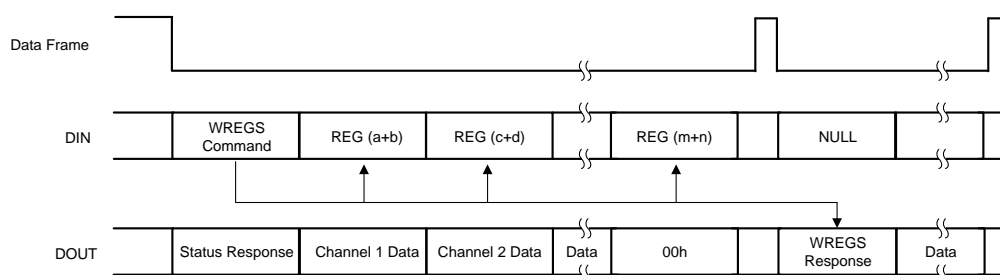 Data Frame
DIN
WREGS
Command
REG (a+b)
REG (c+d)
REG (m+n)
NULL
DOUT
Status Response
Channel 1 Data
Channel 2 Data
Data
00h
WREGS
Response
Data